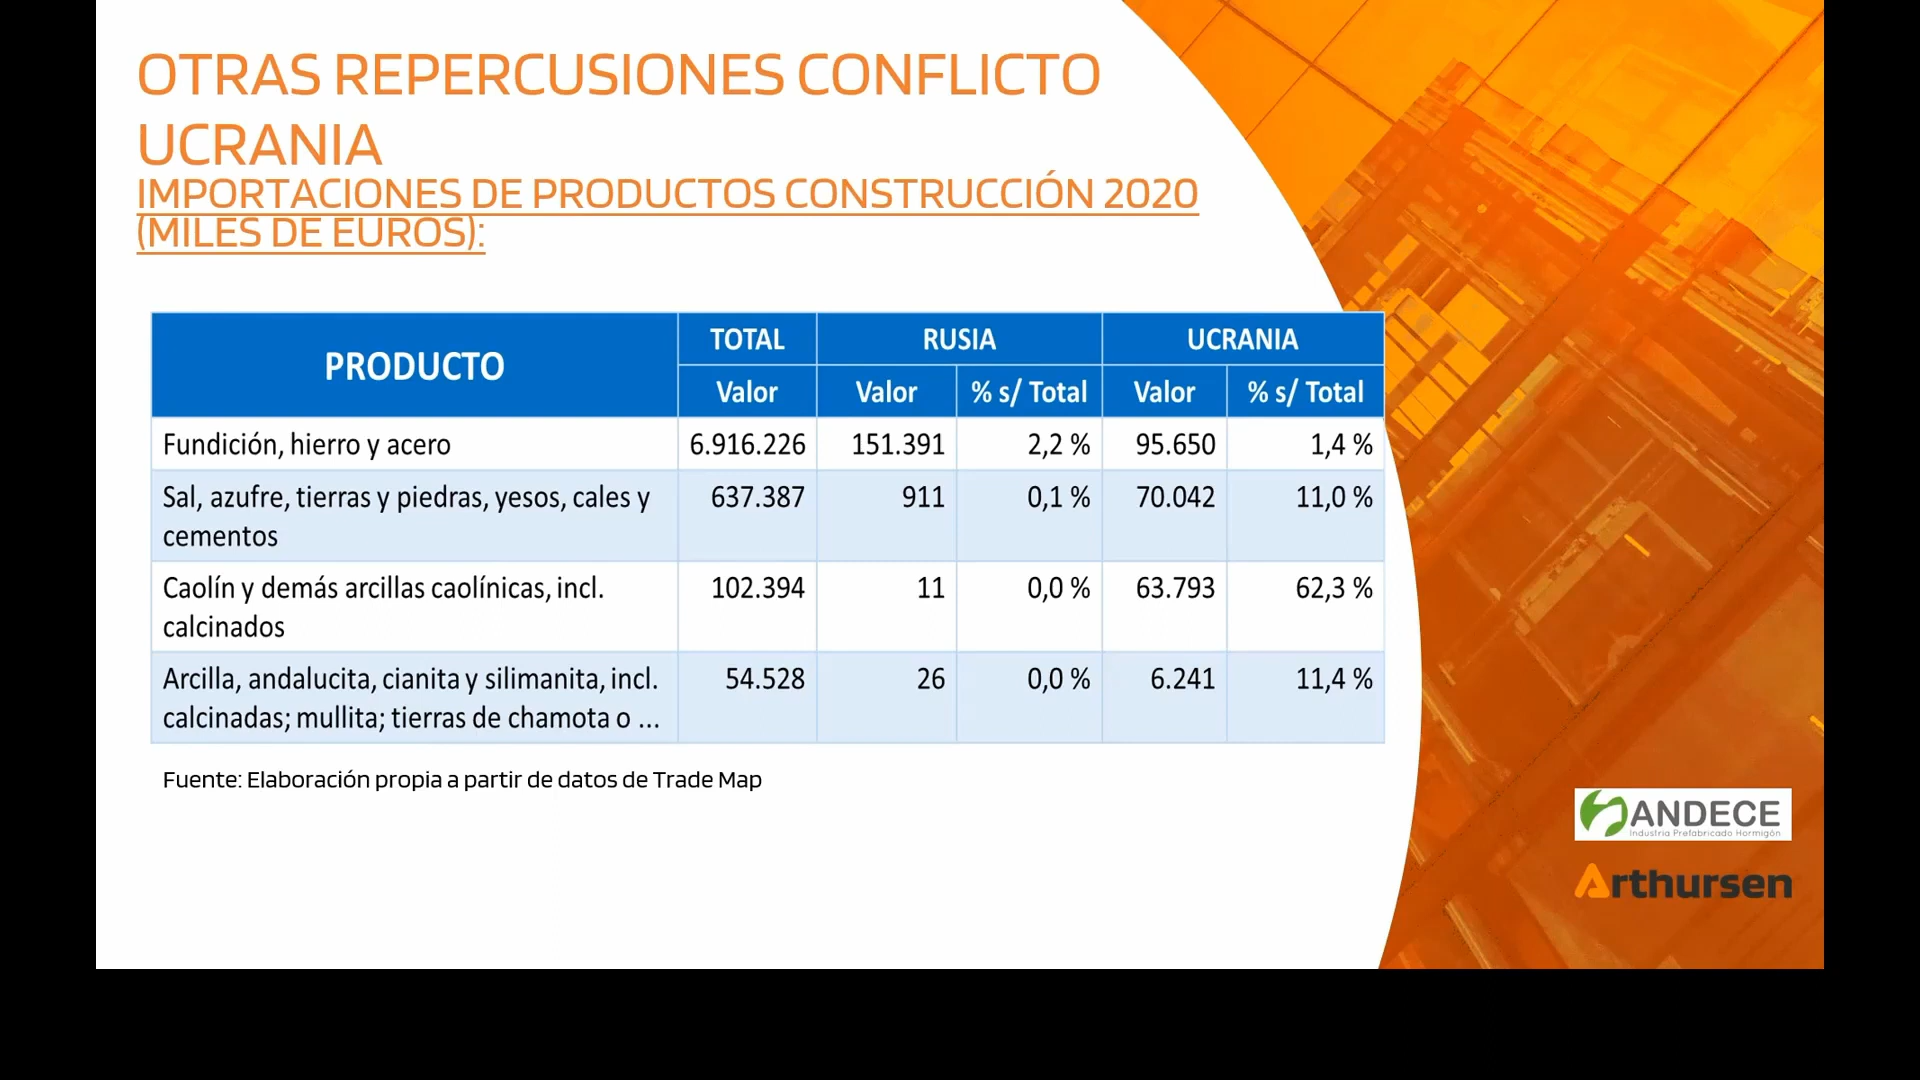 OTRAS REPERCUSIONES CONFLICTO
UCRANIA
IMPORTACIONES DE PRODUCTOS CONSTRUCCIÓN 2020
(MILES DE EUROS):
PRODUCTO TOTAL RUSIA UCRANIA
Valor Valor % s/ Total Valor % s/ Total
Fundición, hierro y acero 6.916.226 151.391 2,2 % 95.650 1,4 %
Sal, azufre, tierras y piedras, yesos, cales y 637.387 911 0,1 % 70.042 11,0 %
cementos
Caolín y demás arcillas caolínicas, incl. 102.394 11 0,0 % 63.793 62,3 %
calcinados
Arcilla, andalucita, cianita y silimanita, incl. 54.528 26 0,0 % 6.241 11,4 %
calcinadas; mullita; tierras de chamota o ...
Fuente: Elaboración propia a partir de datos de Trade Map
ANDECE
Industria Prefabricado Hormigón
Arthursen